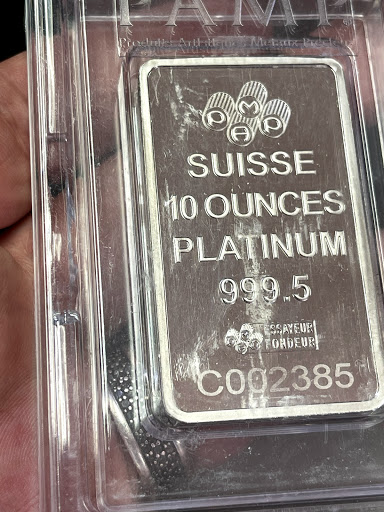 PAMP
P A M P
SUISSE
10 OUNCES
PLATINUM
999.5
ESSAYEUR
FONDEUR
C002385